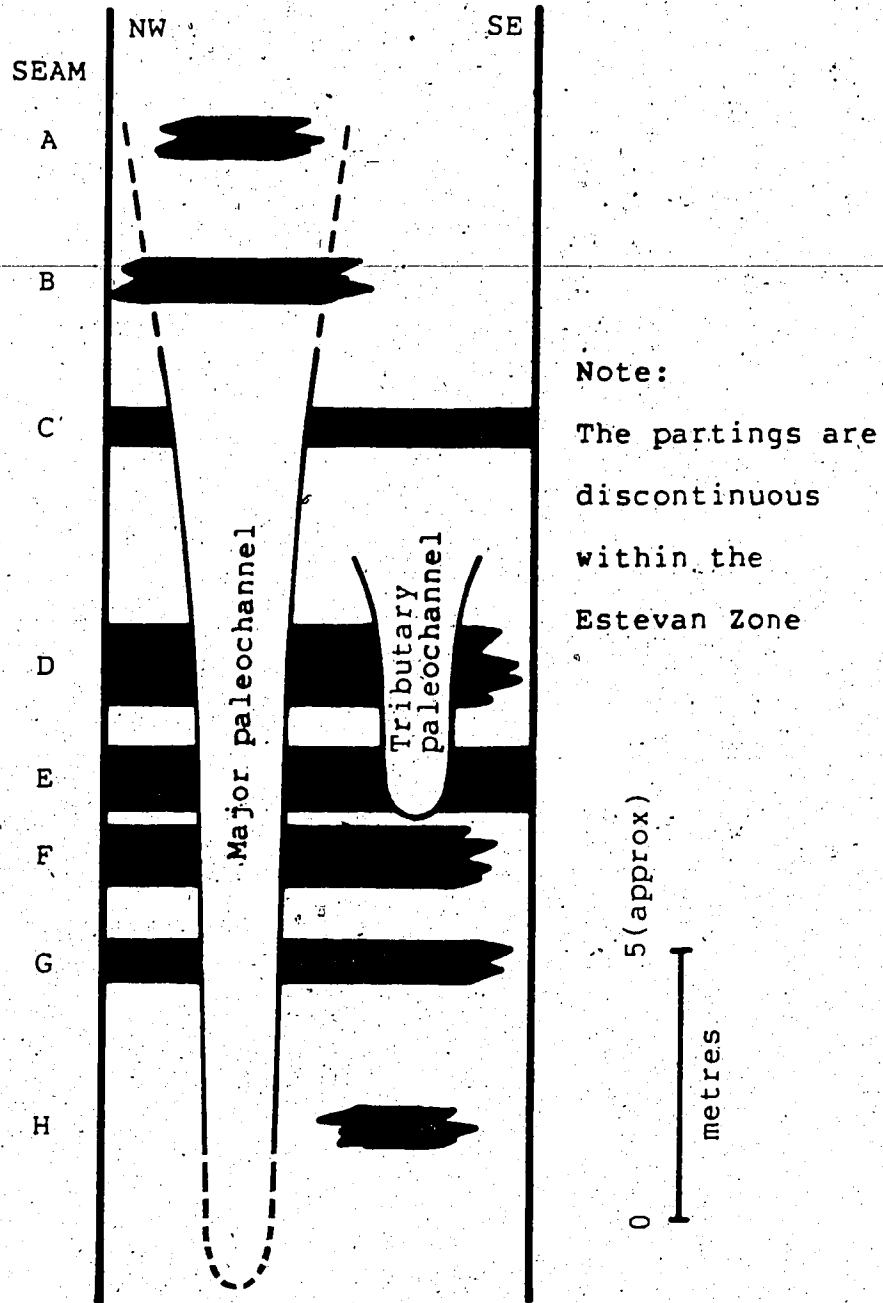 NW
SE
SEAM
A
B
C
D
E
F
G
H
Major paleochannel
Tributary
paleochannel
Note:
The partings are
discontinuous
within the
Estevan Zone
5(approx)
metres
0